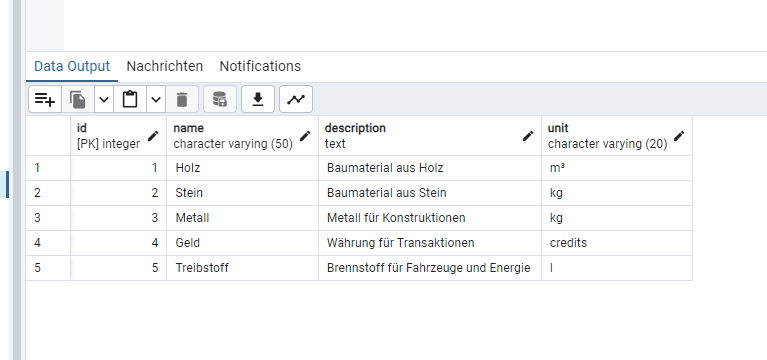 Data Output Nachrichten Notifications
id name description unit
[PK] integer character varying (50) text character varying (20)
1 1 Holz Baumaterial aus Holz m³
2 2 Stein Baumaterial aus Stein kg
3 3 Metall Metall für Konstruktionen kg
4 4 Geld Währung für Transaktionen credits
5 5 Treibstoff Brennstoff für Fahrzeuge und Energie l